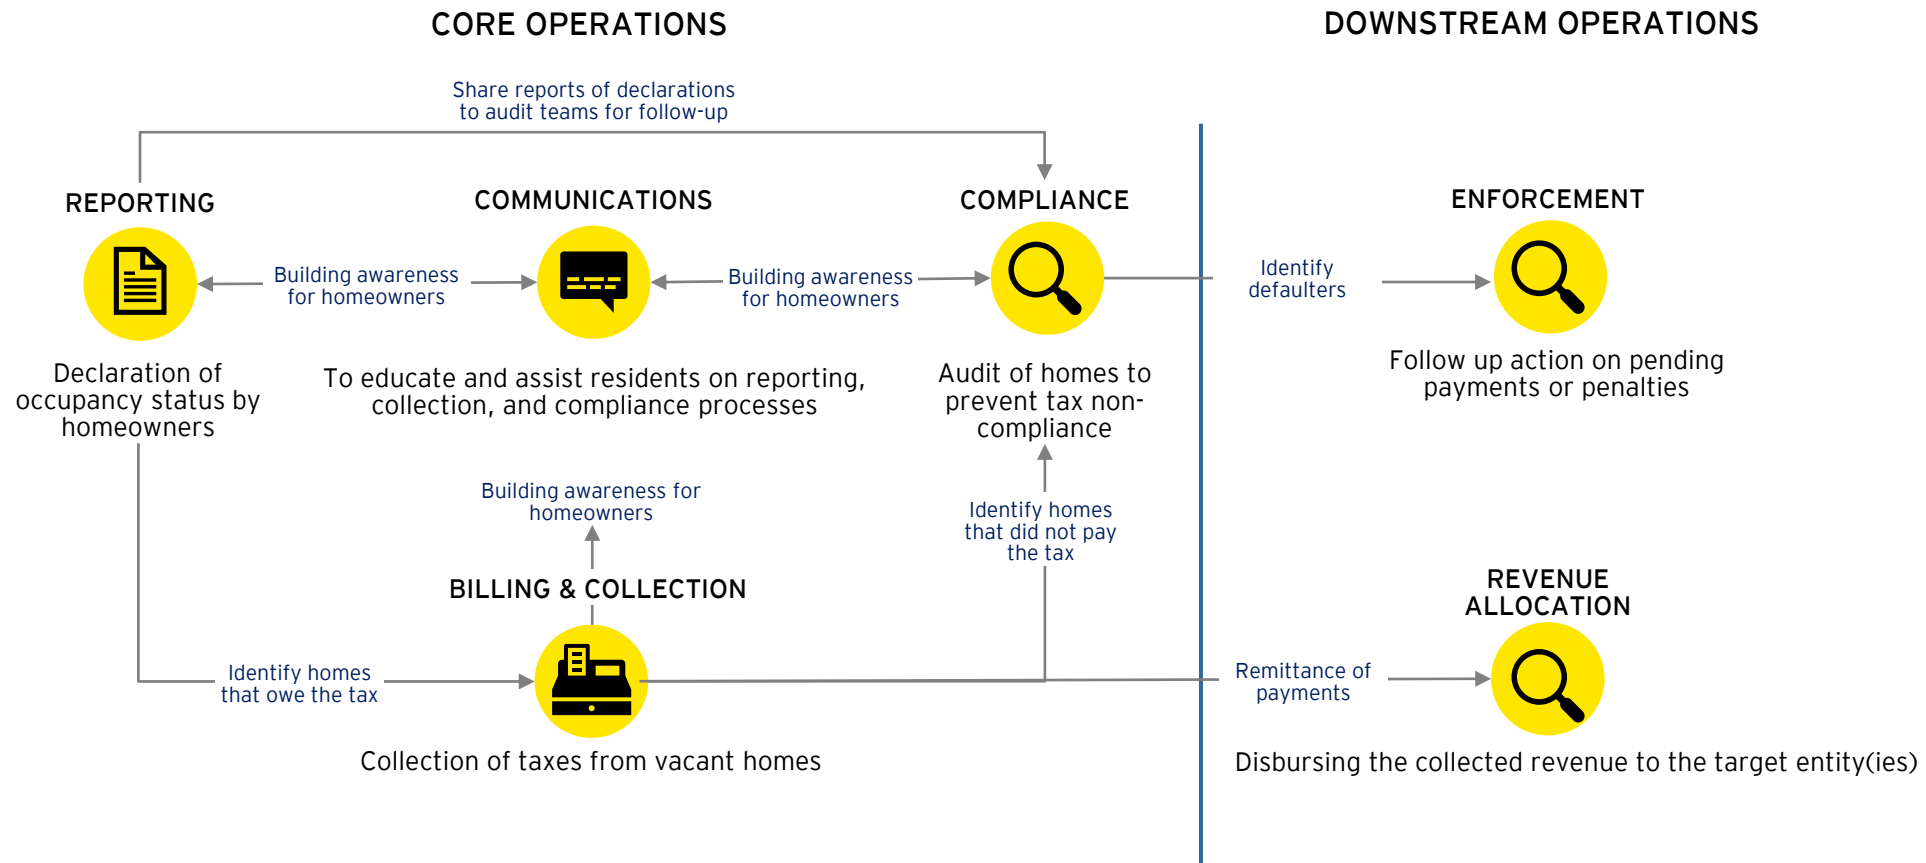 CORE OPERATIONS
DOWNSTREAM OPERATIONS
Share reports of declarations
to audit teams for follow-up
REPORTING
COMMUNICATIONS
COMPLIANCE
ENFORCEMENT
Building awareness
for homeowners
Building awareness
for homeowners
Identify
defaulters
Declaration of
occupancy status by
homeowners
To educate and assist residents on reporting,
collection, and compliance processes
Audit of homes to
prevent tax non-
compliance
Follow up action on pending
payments or penalties
Building awareness for
homeowners
Identify homes
that did not pay
the tax
BILLING & COLLECTION
REVENUE
ALLOCATION
Identify homes
that owe the tax
Remittance of
payments
Collection of taxes from vacant homes
Disbursing the collected revenue to the target entity(ies)